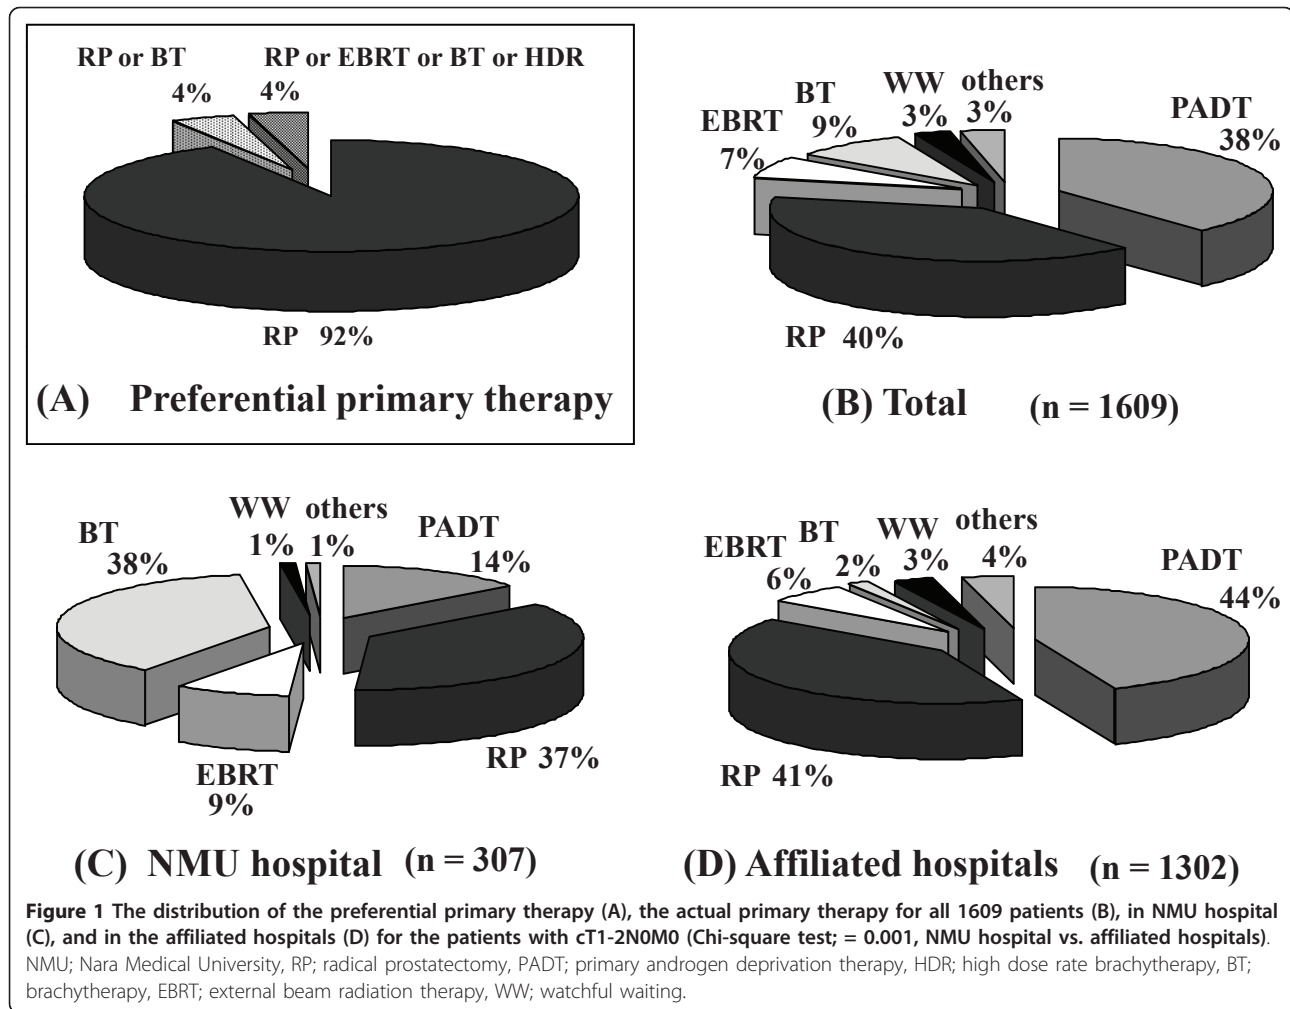 RP or BT
4%
RP or EBRT or BT or HDR
4%
RP 92%
(A) Preferential primary therapy
EBRT
7%
BT
9%
WW
3%
others
3%
PADT
38%
RP 40%
(B) Total (n = 1609)
BT
38%
WW
1%
others
1%
PADT
14%
RP 37%
EBRT
9%
(C) NMU hospital (n = 307)
EBRT
6%
BT
2%
WW
3%
others
4%
PADT
44%
RP 41%
(D) Affiliated hospitals (n = 1302)
Figure 1 The distribution of the preferential primary therapy (A), the actual primary therapy for all 1609 patients (B), in NMU hospital
(C), and in the affiliated hospitals (D) for the patients with cT1-2N0M0 (Chi-square test; = 0.001, NMU hospital vs. affiliated hospitals).
NMU; Nara Medical University, RP; radical prostatectomy, PADT; primary androgen deprivation therapy, HDR; high dose rate brachytherapy, BT;
brachytherapy, EBRT; external beam radiation therapy, WW; watchful waiting.